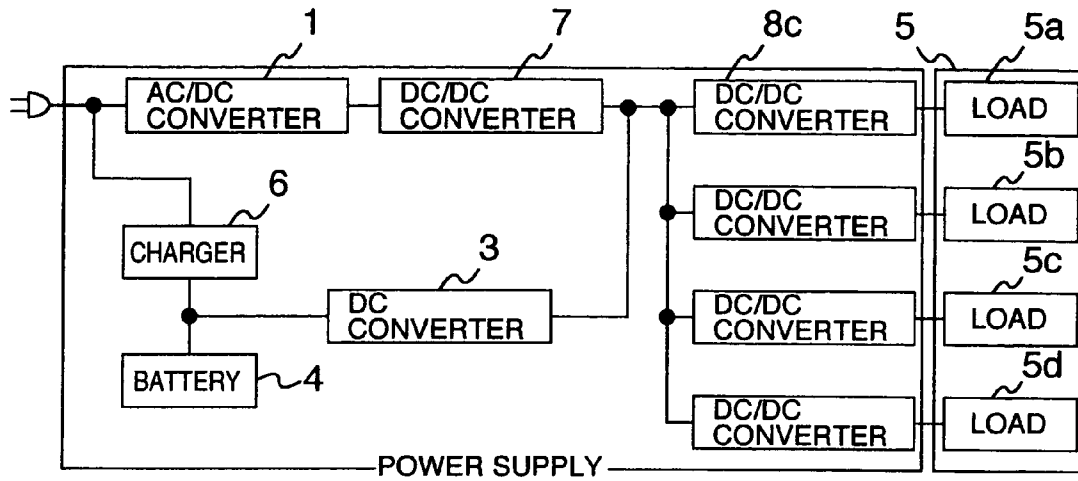 1
7
8c
5
5a
AC/DC
CONVERTER
DC/DC
CONVERTER
DC/DC
CONVERTER
LOAD
6
5b
DC/DC
CONVERTER
LOAD
CHARGER
3
5c
DC
CONVERTER
DC/DC
CONVERTER
LOAD
BATTERY
4
5d
DC/DC
CONVERTER
LOAD
POWER SUPPLY